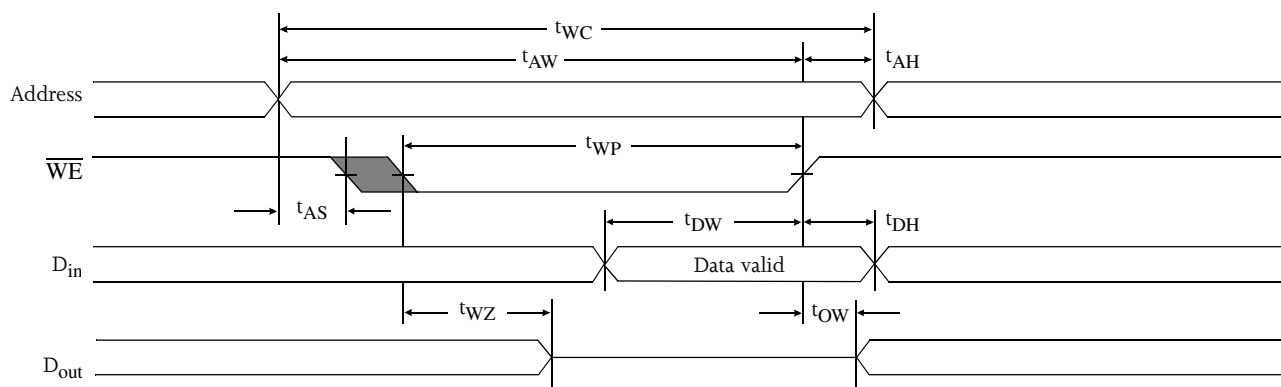 tWC
tAW
tAH
Address
tWP
WE
tAS
tDW
tDH
Din
Data valid
tWZ
tOW
Dout